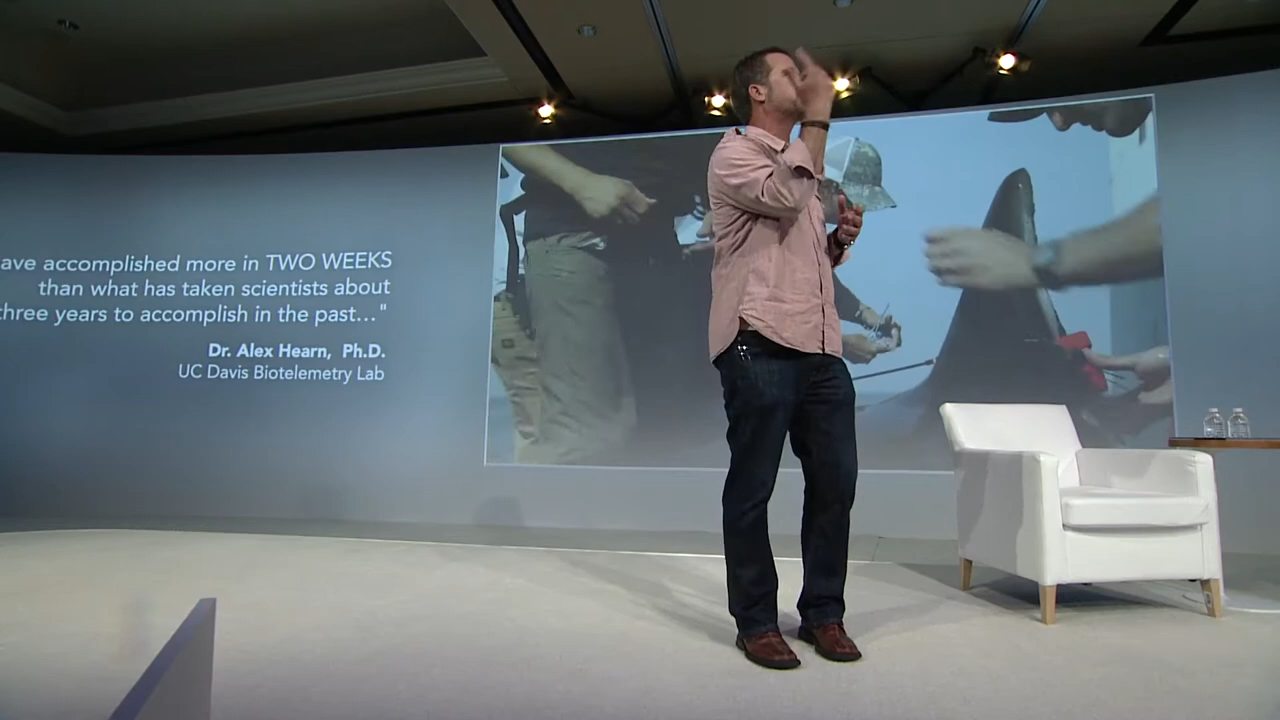 ave accomplished more in TWO WEEKS
than what has taken scientists about
three years to accomplish in the past..."
Dr. Alex Hearn, Ph.D.
UC Davis Biotelemetry Lab